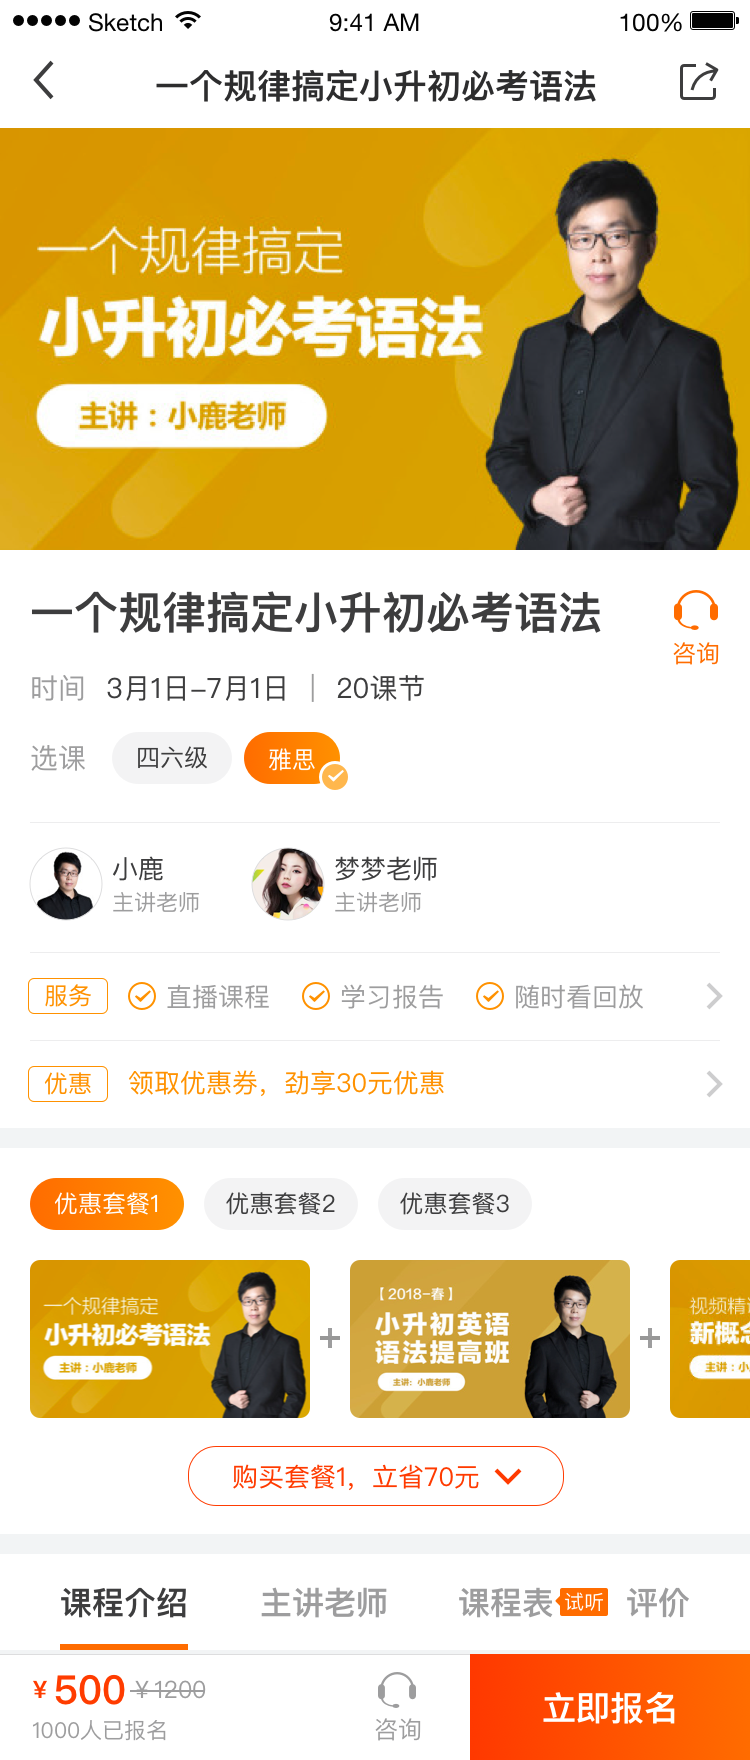 Sketch 9:41 AM 100%
一个规律搞定小升初必考语法
一个规律搞定
小升初必考语法
主讲：小鹿老师
一个规律搞定小升初必考语法
咨询
时间 3月1日-7月1日 | 20课节
选课 四六级 雅思
小鹿 梦梦老师
主讲老师 主讲老师
服务 直播课程 学习报告 随时看回放
优惠 领取优惠券，劲享30元优惠
优惠套餐1 优惠套餐2 优惠套餐3
一个规律搞定
小升初必考语法
主讲：小鹿老师
+
【2018-春】
小升初英语
语法提高班
主讲：小鹿老师
+
视频精
新概念
主讲：小
购买套餐1，立省70元
课程介绍 主讲老师 课程表 试听 评价
¥ 500 ¥1200
1000人已报名
咨询
立即报名